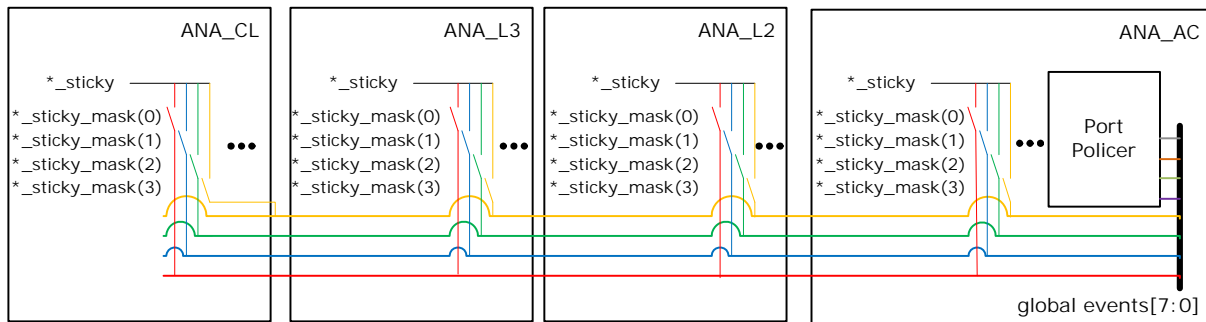 ANA_CL
*_sticky
*_sticky_mask(0)
*_sticky_mask(1)
*_sticky_mask(2)
*_sticky_mask(3)
ANA_L3
*_sticky
*_sticky_mask(0)
*_sticky_mask(1)
*_sticky_mask(2)
*_sticky_mask(3)
ANA_L2
*_sticky
*_sticky_mask(0)
*_sticky_mask(1)
*_sticky_mask(2)
*_sticky_mask(3)
ANA_AC
*_sticky
*_sticky_mask(0)
*_sticky_mask(1)
*_sticky_mask(2)
*_sticky_mask(3)
Port
Policer
global events[7:0]